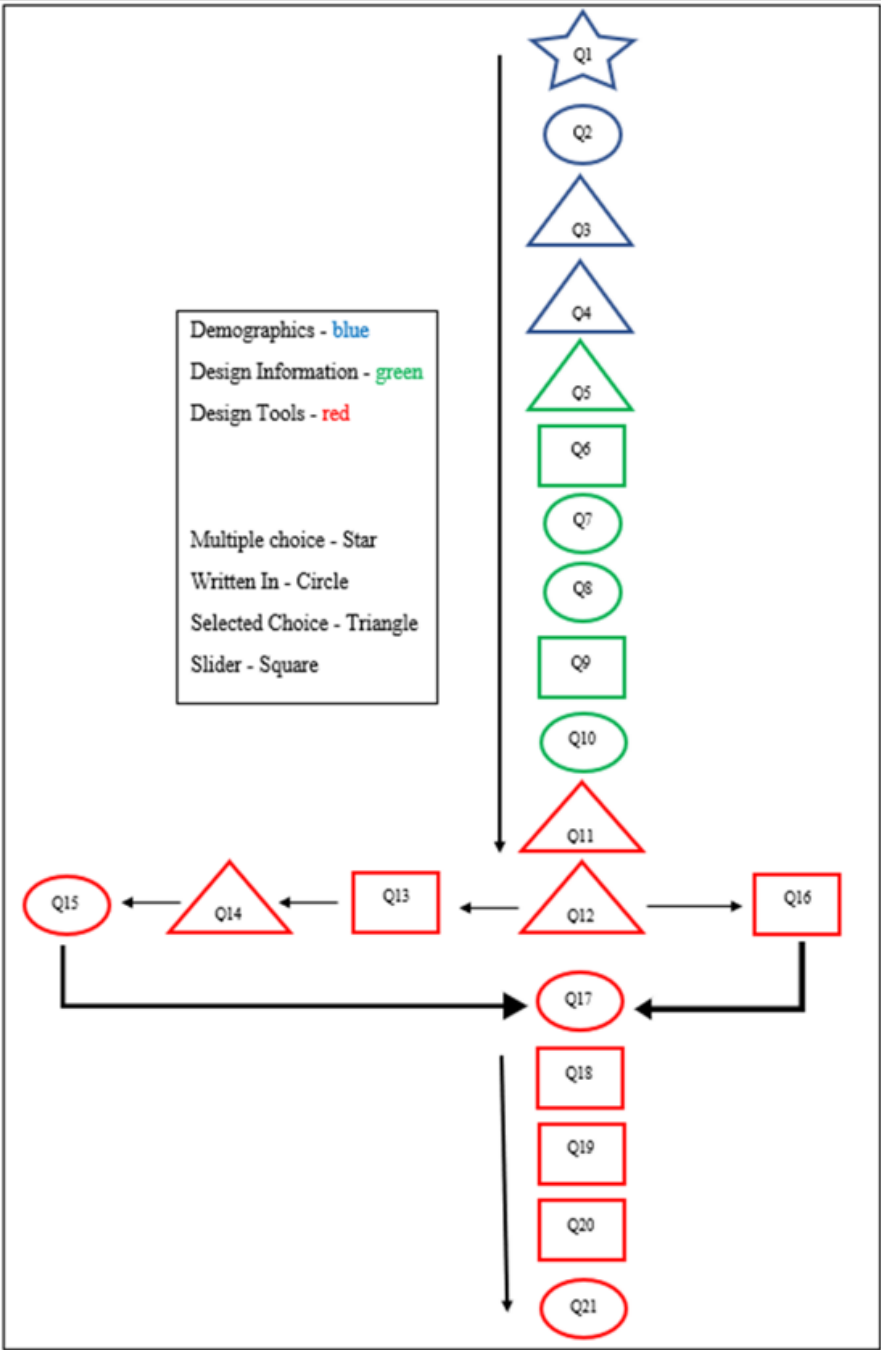 Q1
Q2
Q3
Q4
Demographics - blue
Design Information - green
Design Tools - red
Multiple choice - Star
Written In - Circle
Selected Choice - Triangle
Slider - Square
Q5
Q6
Q7
Q8
Q9
Q10
Q11
Q15
Q14
Q13
Q12
Q16
Q17
Q18
Q19
Q20
Q21